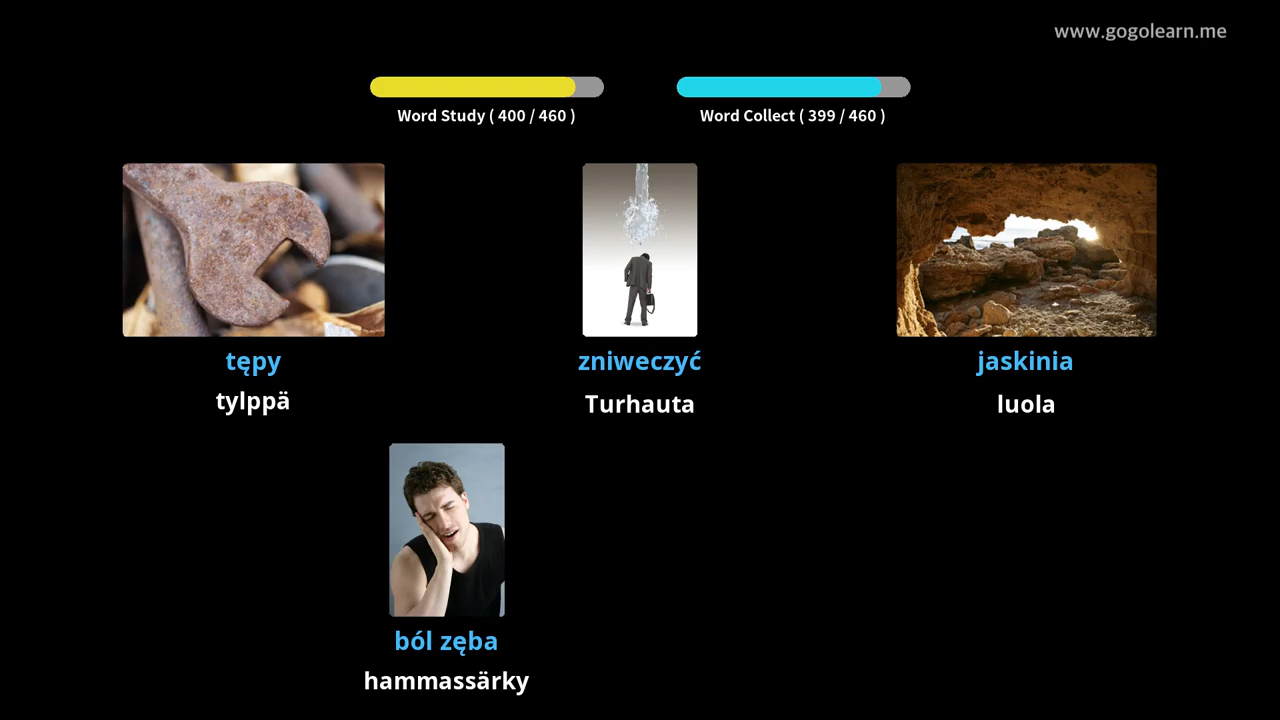 www.gogolearn.me
Word Study ( 400 / 460 )
Word Collect ( 399 / 460 )
tępy
tylppä
zniweczyć
Turhauta
jaskinia
luola
ból zęba
hammassärky